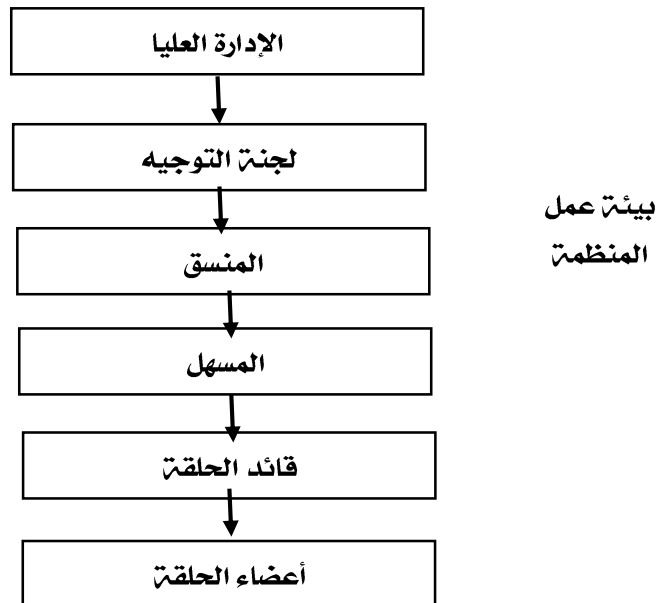 الإدارة العليا
لجنة التوجيه
بيئة عمل
المنظمة
المنسق
المسهل
قائد الحلقة
أعضاء الحلقة